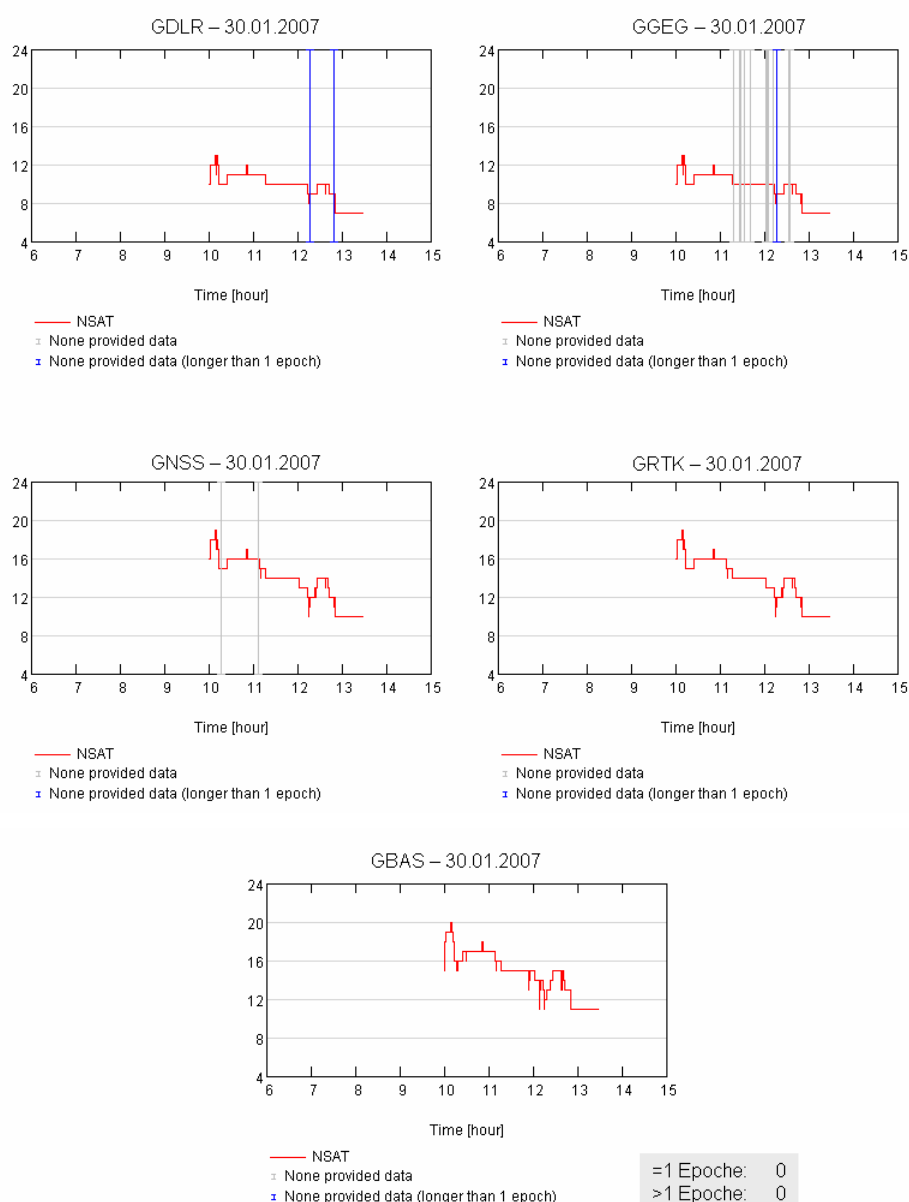 GDLR – 30.01.2007
24
20
16
12
8
4
6 7 8 9 10 11 12 13 14 15
Time [hour]
NSAT
None provided data
None provided data (longer than 1 epoch)
GGEG – 30.01.2007
24
20
16
12
8
4
6 7 8 9 10 11 12 13 14 15
Time [hour]
NSAT
None provided data
None provided data (longer than 1 epoch)
GNSS – 30.01.2007
24
20
16
12
8
4
6 7 8 9 10 11 12 13 14 15
Time [hour]
NSAT
None provided data
None provided data (longer than 1 epoch)
GRTK – 30.01.2007
24
20
16
12
8
4
6 7 8 9 10 11 12 13 14 15
Time [hour]
NSAT
None provided data
None provided data (longer than 1 epoch)
GBAS – 30.01.2007
24
20
16
12
8
4
6 7 8 9 10 11 12 13 14 15
Time [hour]
NSAT
None provided data
None provided data (longer than 1 epoch)
=1 Epoche: 0
>1 Epoche: 0